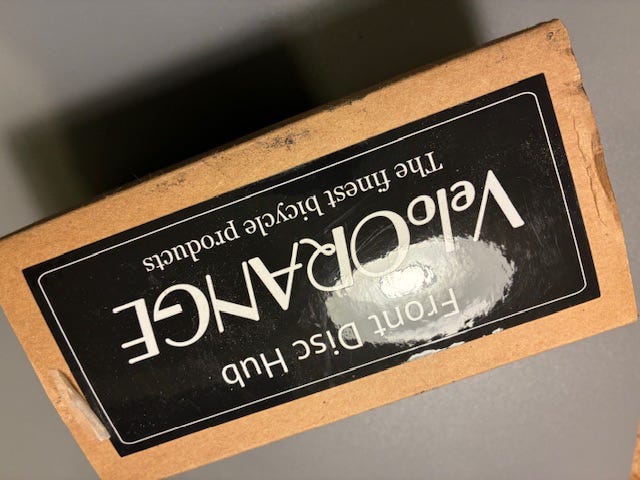 Front Disc Hub
VeloORANGE
The finest bicycle products